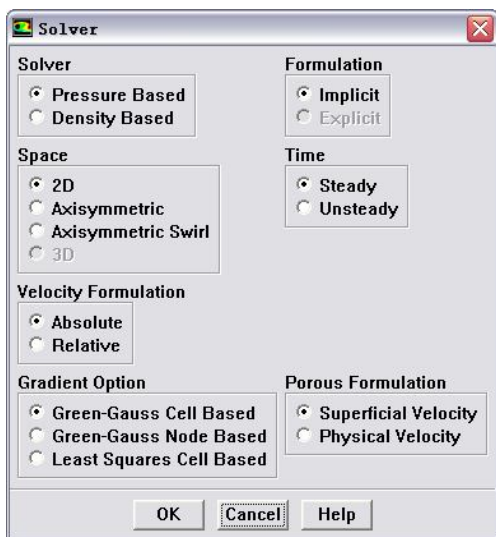 Solver
Solver
Pressure Based
Density Based
Formulation
Implicit
Explicit
Space
2D
Axisymmetric
Axisymmetric Swirl
3D
Time
Steady
Unsteady
Velocity Formulation
Absolute
Relative
Gradient Option
Green-Gauss Cell Based
Green-Gauss Node Based
Least Squares Cell Based
Porous Formulation
Superficial Velocity
Physical Velocity
OK
Cancel
Help